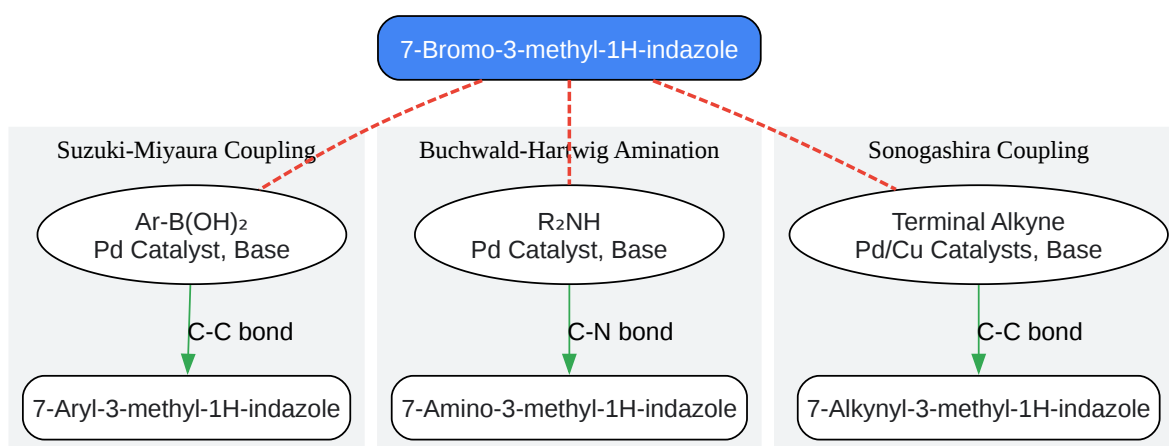 7-Bromo-3-methyl-1H-indazole
Suzuki-Miyaura Coupling
Ar-B(OH)₂
Pd Catalyst, Base
C-C bond
7-Aryl-3-methyl-1H-indazole
Buchwald-Hartwig Amination
R₂NH
Pd Catalyst, Base
C-N bond
7-Amino-3-methyl-1H-indazole
Sonogashira Coupling
Terminal Alkyne
Pd/Cu Catalysts, Base
C-C bond
7-Alkynyl-3-methyl-1H-indazole